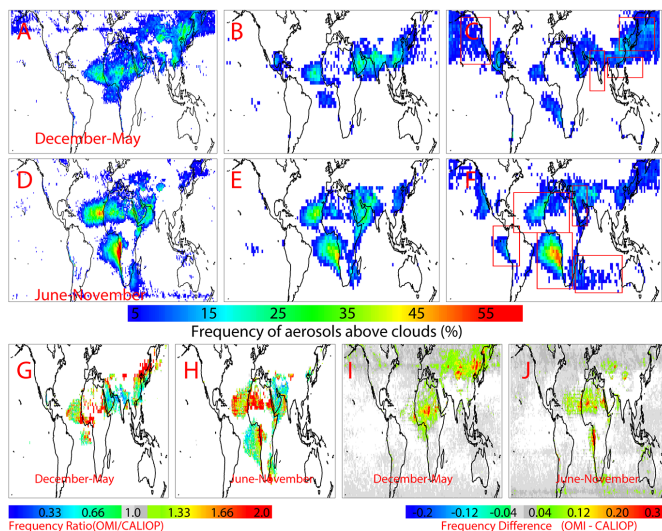 A B C
December-May
D E F
June-November
5 15 25 35 45 55
Frequency of aerosols above clouds (%)
G H I J
December-May June-November December-May June-November
0.33 0.66 1.0 1.33 1.66 2.0 -0.2 -0.12 -0.04 0.04 0.12 0.20 0.3
Frequency Ratio(OMI/CALIOP) Frequency Difference (OMI - CALIOP)